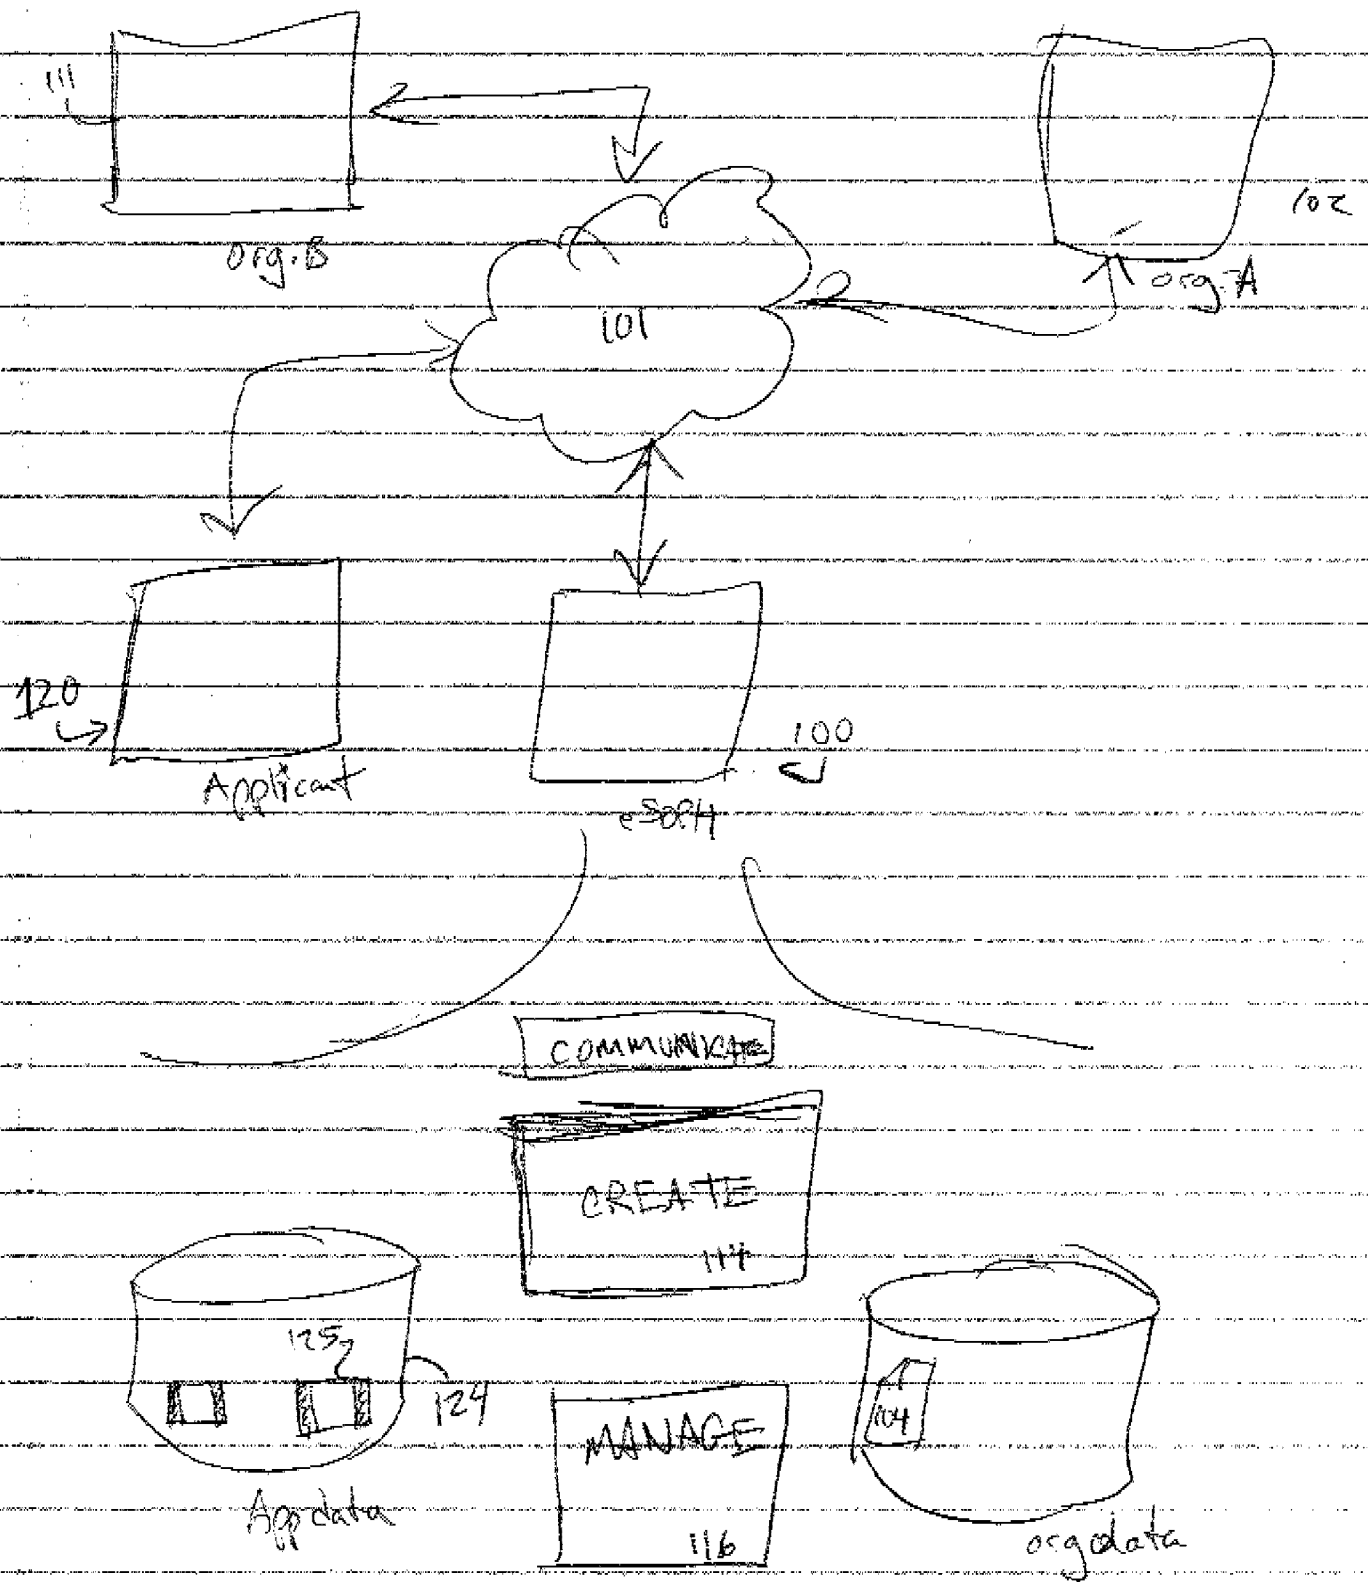 111
102
org. B
org. A
101
120
100
Applicant
eSOPH
COMMUNICATE
CREATE
114
125
124
104
MANAGE
App data
116
org data